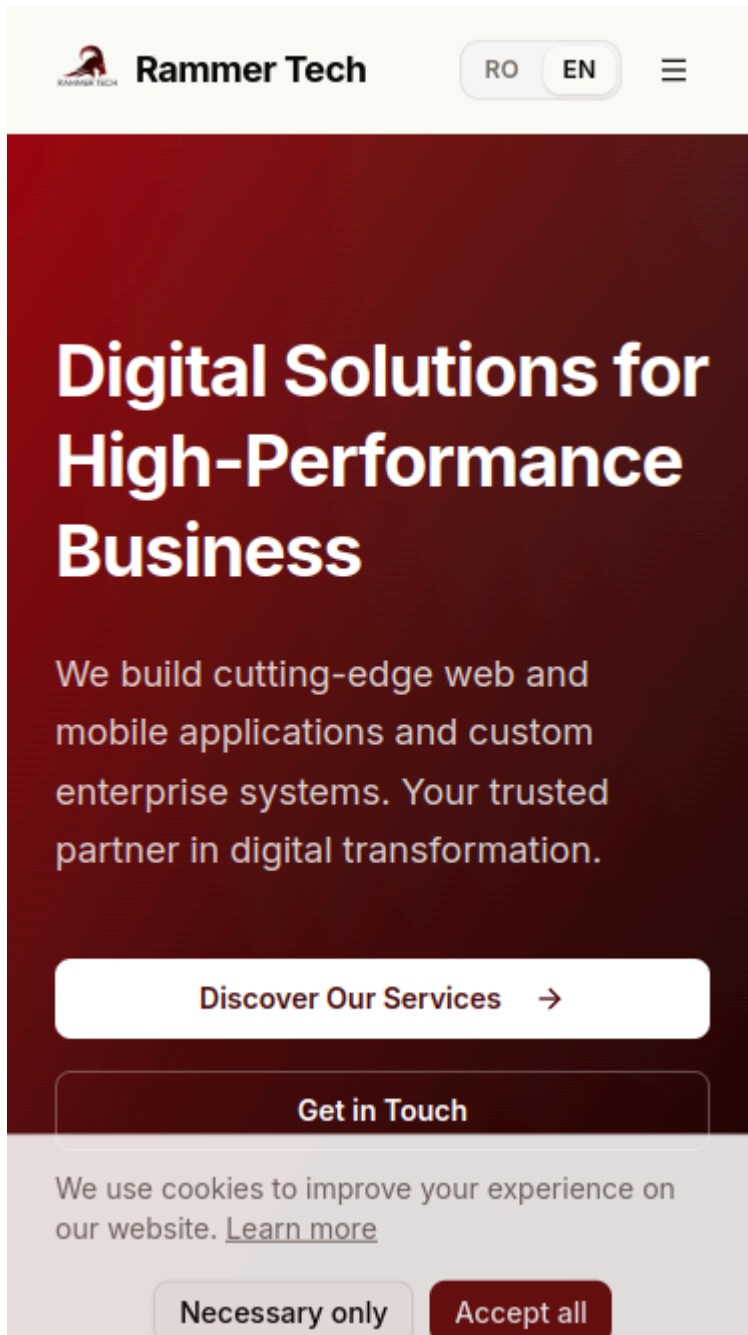 RAMMER TECH
Rammer Tech
RO
EN
Digital Solutions for
High-Performance
Business
We build cutting-edge web and
mobile applications and custom
enterprise systems. Your trusted
partner in digital transformation.
Discover Our Services →
Get in Touch
We use cookies to improve your experience on
our website. Learn more
Necessary only
Accept all